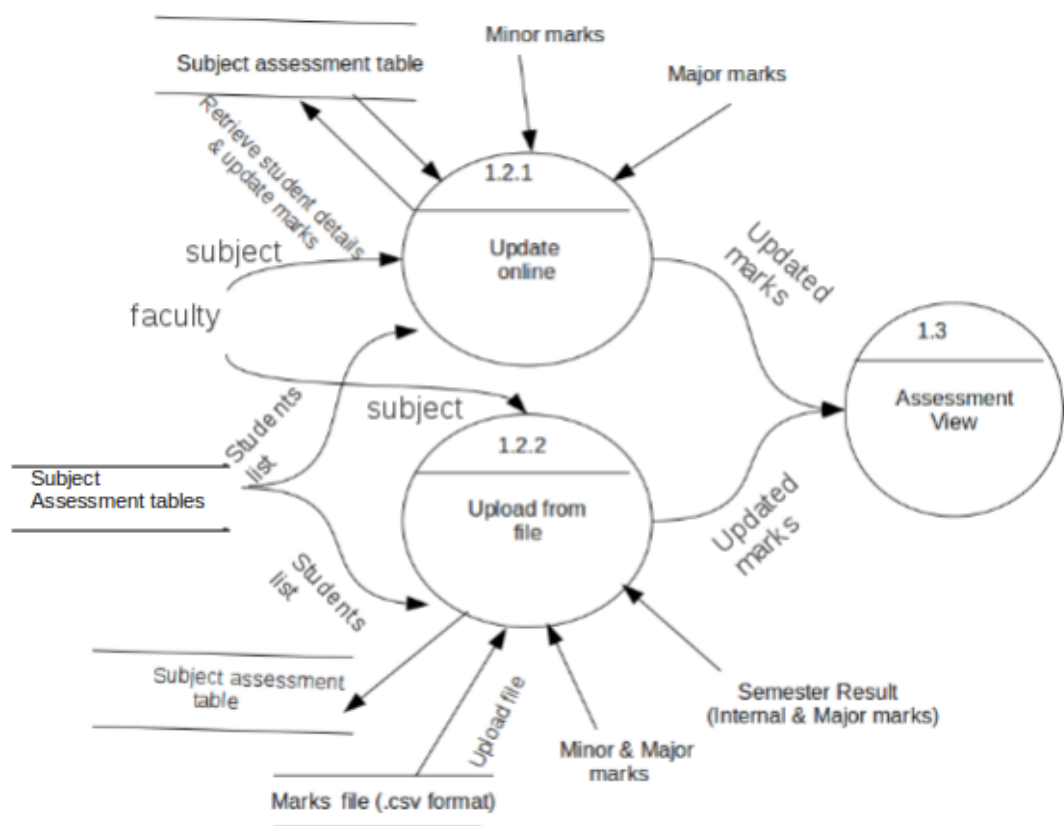 Minor marks
Subject assessment table
Major marks
Retrieve student details
& update marks
1.2.1
Update
online
subject
faculty
Updated
marks
1.3
Assessment
View
Students
list
subject
1.2.2
Upload from
file
Subject
Assessment tables
Updated
marks
Students
list
Subject assessment
table
Upload file
Semester Result
(Internal & Major marks)
Minor & Major
marks
Marks file (.csv format)